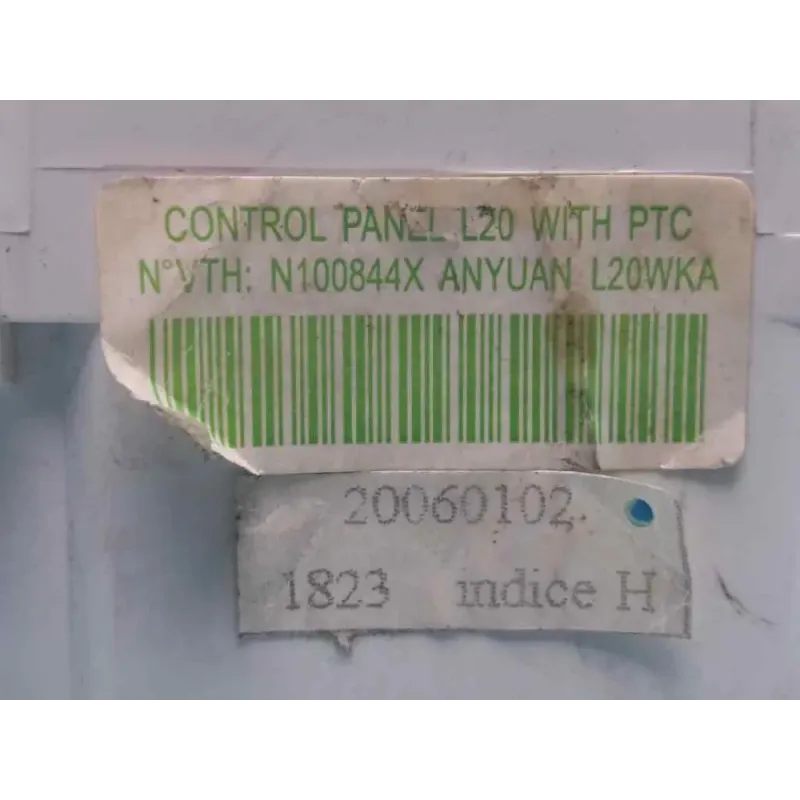 CONTROL PANEL L20 WITH PTC
N°VTH: N100844X ANYUAN L20WKA
20060102
1823 indice H